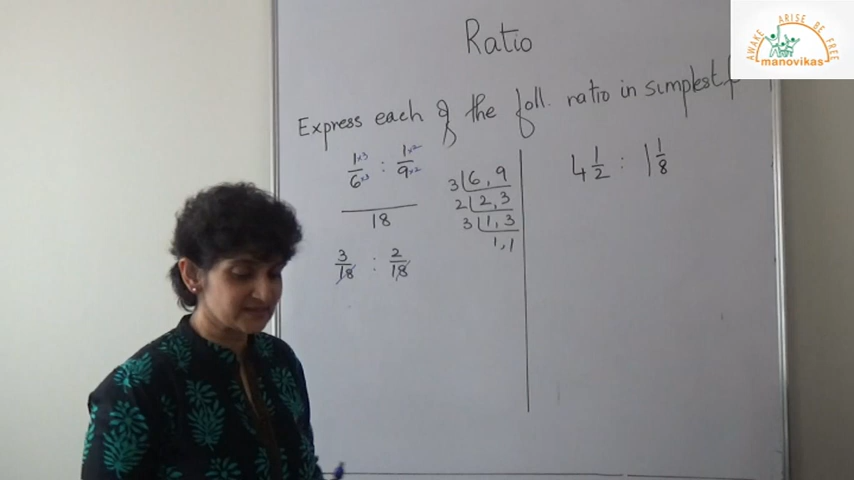 Ratio
Express each of the foll. ratio in simplest
1×3/6×3 : 1×2/9×2
18
3/18 : 2/18
3 | 6, 9
2 | 2, 3
3 | 1, 3
1, 1
4 1/2 : 1 1/8
AWAKE ARISE BE FREE
manovikas